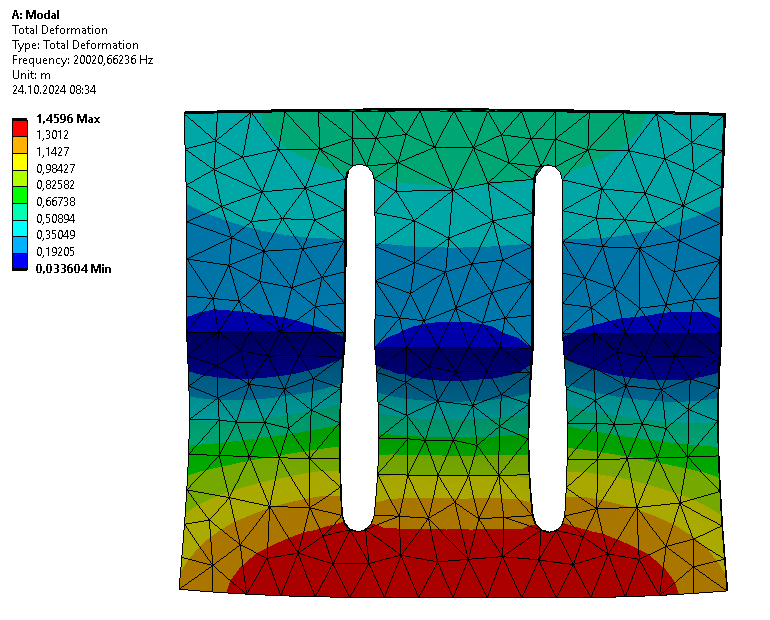 A: Modal
Total Deformation
Type: Total Deformation
Frequency: 20020,66236 Hz
Unit: m
24.10.2024 08:34
1,4596 Max
1,3012
1,1427
0,98427
0,82582
0,66738
0,50894
0,35049
0,19205
0,033604 Min